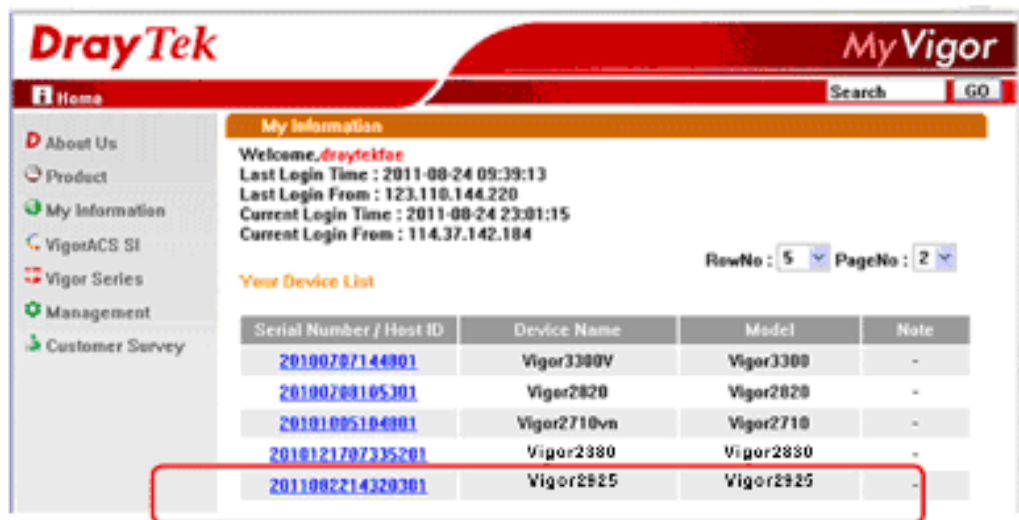 DrayTek
MyVigor
Home
Search GO
About Us
Product
My Information
VigorACS SI
Vigor Series
Management
Customer Survey
My Information
Welcome,draytekfae
Last Login Time : 2011-08-24 09:39:13
Last Login From : 123.110.144.220
Current Login Time : 2011-08-24 23:01:15
Current Login From : 114.37.142.184
RowNo : 5 PageNo : 2
Your Device List
Serial Number / Host ID Device Name Model Note
20100707144801 Vigor3300V Vigor3300 -
20100708105301 Vigor2820 Vigor2820 -
20101005104801 Vigor2710vn Vigor2710 -
2010121707335201 Vigor2380 Vigor2830 -
2011082214320301 Vigor2925 Vigor2925 -